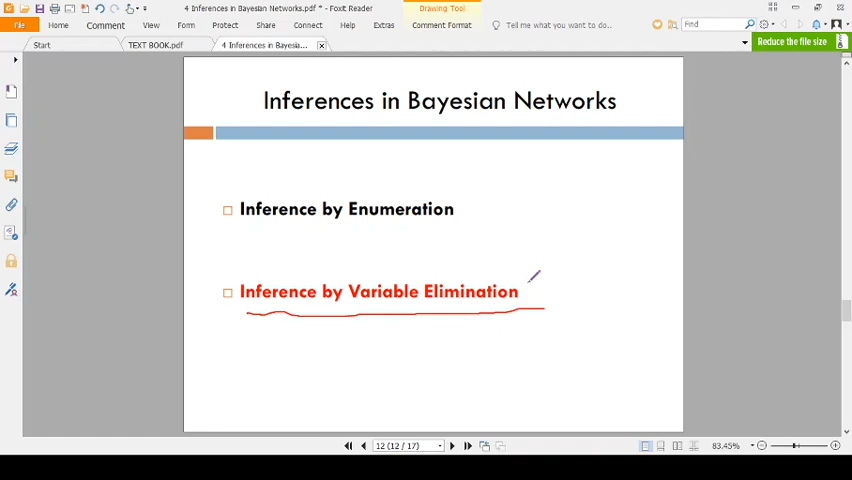 4 Inferences in Bayesian Networks.pdf * - Foxit Reader
Drawing Tool
File Home Comment View Form Protect Share Connect Help Extras Comment Format Tell me what you want to do... Find
Start TEXT BOOK.pdf 4 Inferences in Bayesia...
Reduce the file size
Inferences in Bayesian Networks
Inference by Enumeration
Inference by Variable Elimination
12 (12 / 17)
83.45%